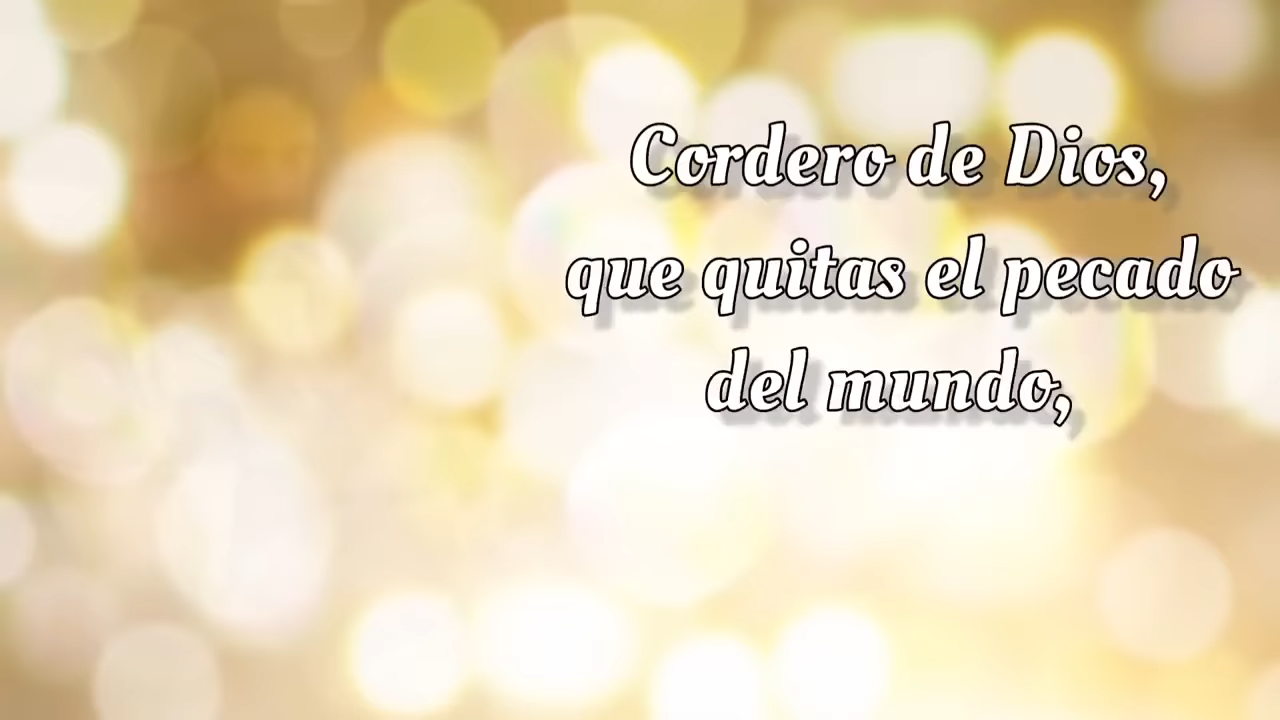 Cordero de Dios,
que quitas el pecado
del mundo,